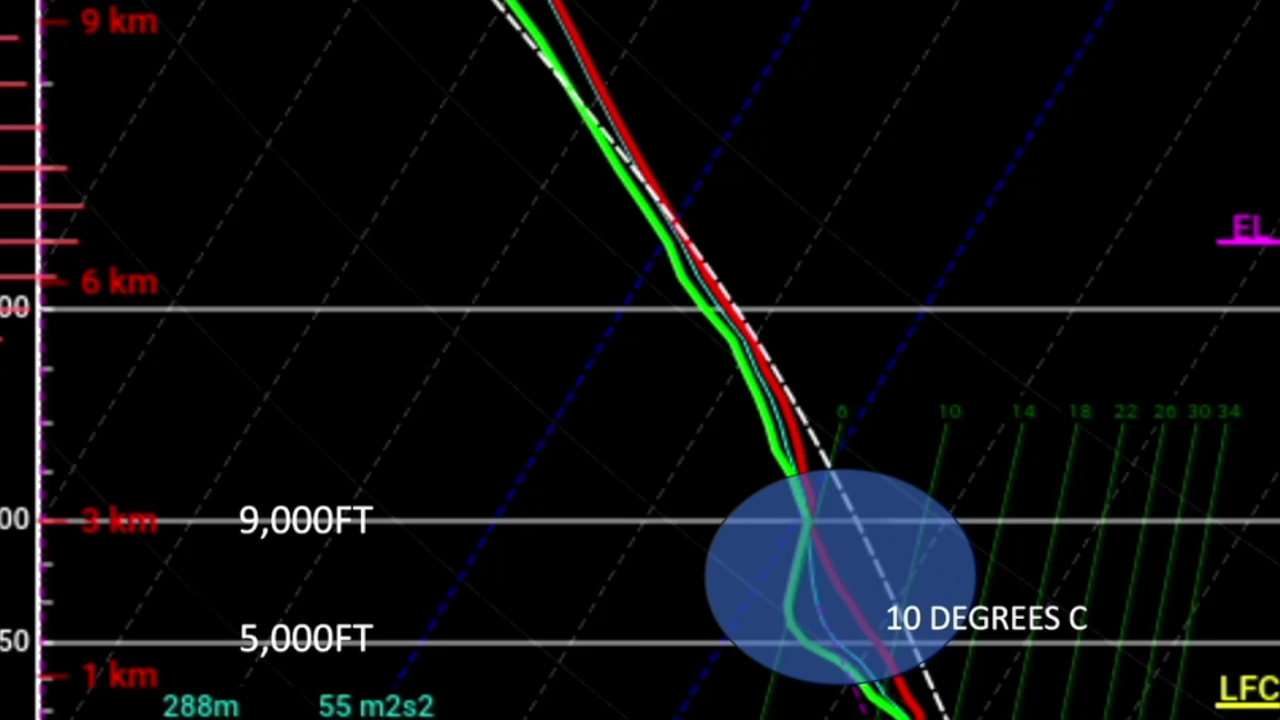 9 km
EL
6 km
00
6 10 14 18 22 26 30 34
00
3 km
9,000FT
10 DEGREES C
50
5,000FT
1 km
LFC
288m 55 m2s2